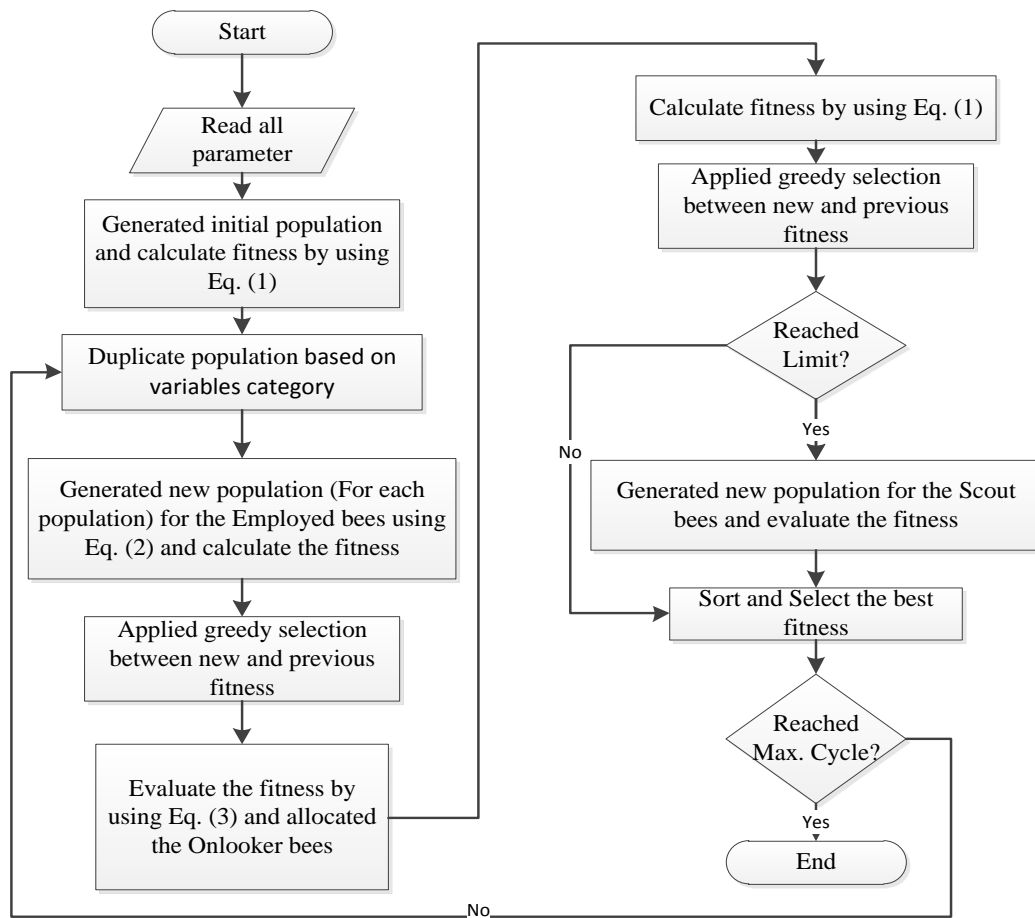 Start
Read all
parameter
Generated initial population
and calculate fitness by using
Eq. (1)
Duplicate population based on
variables category
Generated new population (For each
population) for the Employed bees using
Eq. (2) and calculate the fitness
Applied greedy selection
between new and previous
fitness
Evaluate the fitness by
using Eq. (3) and allocated
the Onlooker bees
Calculate fitness by using Eq. (1)
Applied greedy selection
between new and previous
fitness
Reached
Limit?
Yes
No
Generated new population for the Scout
bees and evaluate the fitness
Sort and Select the best
fitness
Reached
Max. Cycle?
Yes
End
No